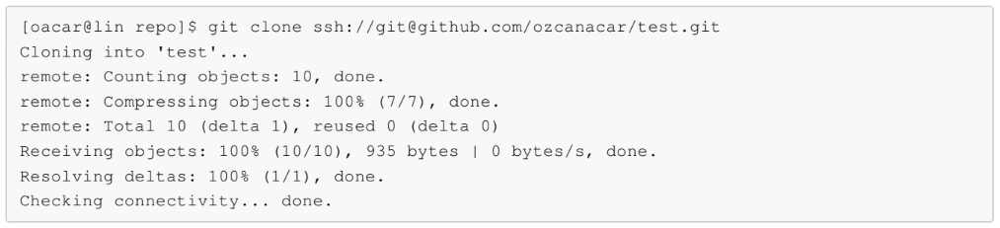 [oacar@lin repo]$ git clone ssh://git@github.com/ozcanacar/test.git
Cloning into 'test'...
remote: Counting objects: 10, done.
remote: Compressing objects: 100% (7/7), done.
remote: Total 10 (delta 1), reused 0 (delta 0)
Receiving objects: 100% (10/10), 935 bytes | 0 bytes/s, done.
Resolving deltas: 100% (1/1), done.
Checking connectivity... done.